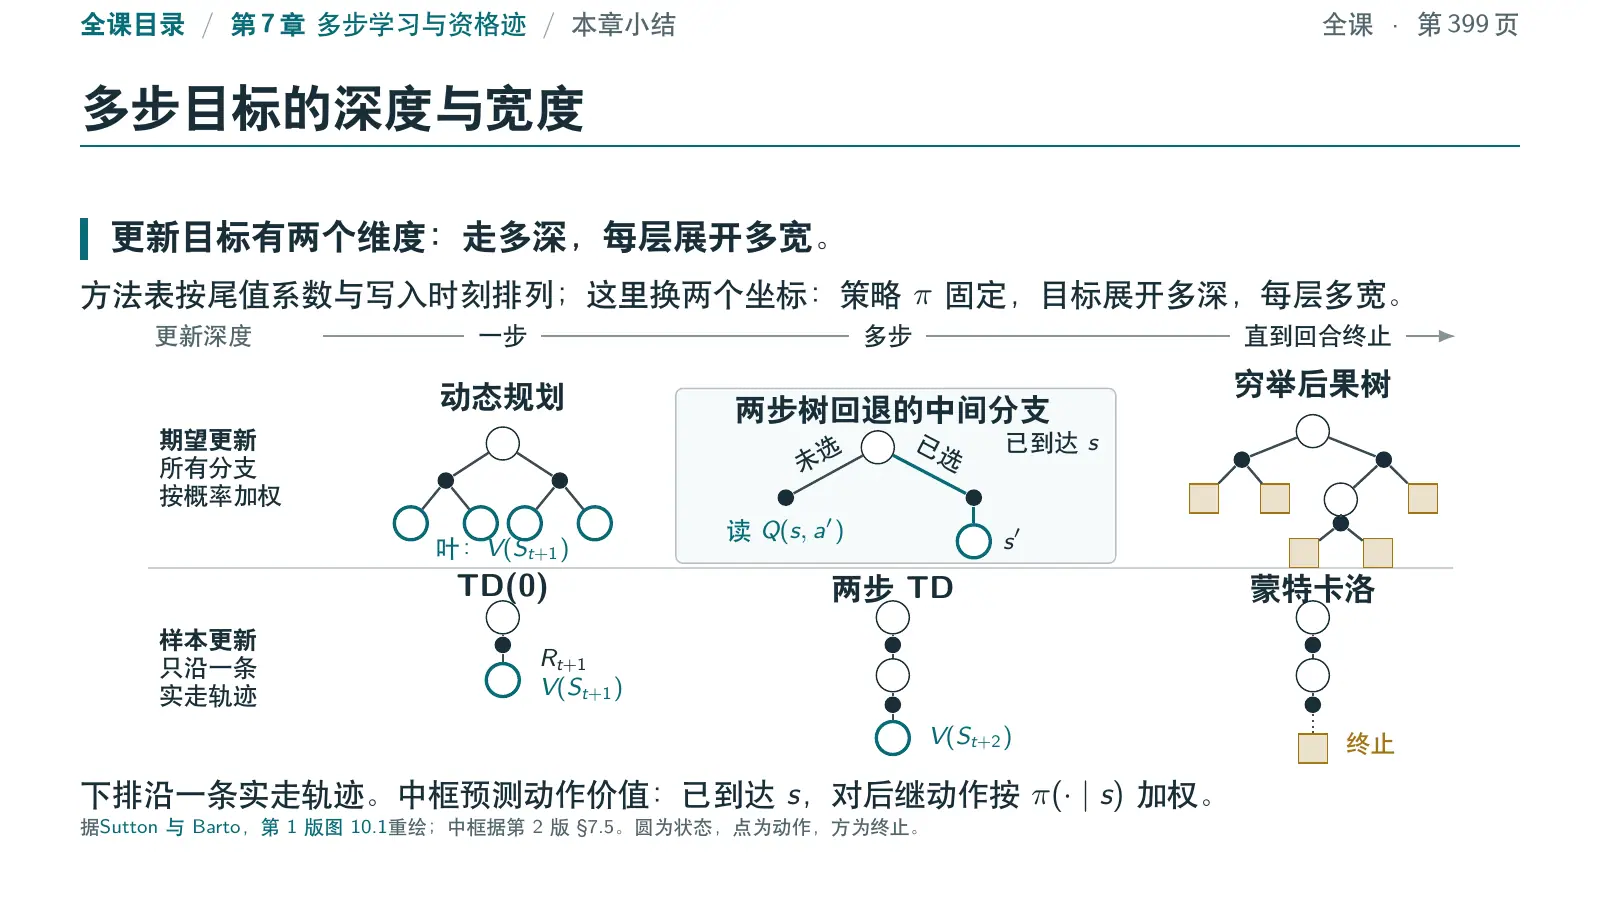 全课目录 / 第 7 章 多步学习与资格迹 / 本章小结
全课 · 第 399 页
多步目标的深度与宽度
更新目标有两个维度：走多深，每层展开多宽。
方法表按尾值系数与写入时刻排列；这里换两个坐标：策略 π 固定，目标展开多深，每层多宽。
更新深度 一步 多步 直到回合终止
动态规划
两步树回退的中间分支
穷举后果树
期望更新
所有分支
按概率加权
未选
已选
已到达 s
读 Q(s, a′)
s′
叶：V(S_{t+1})
TD(0)
两步 TD
蒙特卡洛
样本更新
只沿一条
实走轨迹
R_{t+1}
V(S_{t+1})
V(S_{t+2})
终止
下排沿一条实走轨迹。中框预测动作价值：已到达 s，对后继动作按 π(· | s) 加权。
据Sutton 与 Barto，第 1 版图 10.1重绘；中框据第 2 版 §7.5。圆为状态，点为动作，方为终止。